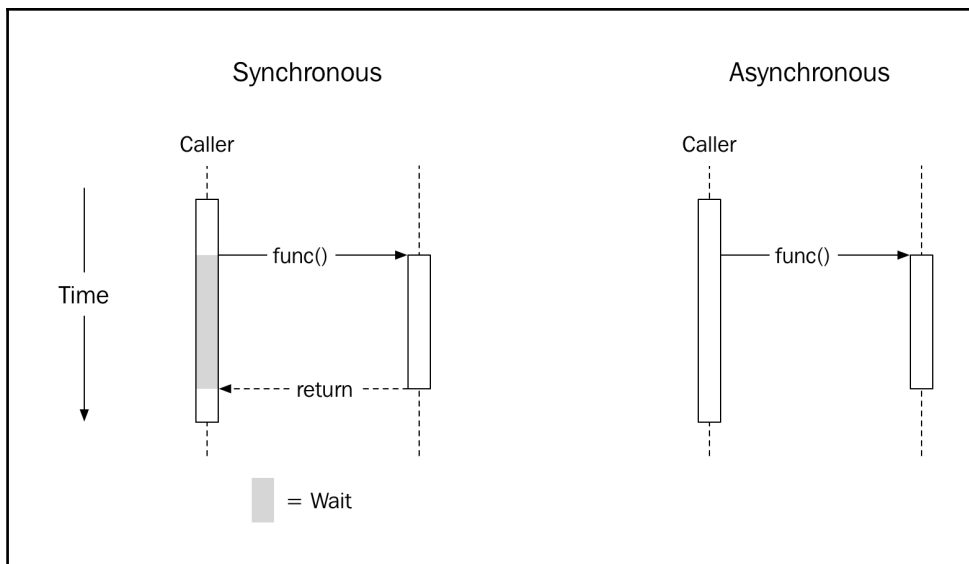 Synchronous
Asynchronous
Caller
Caller
func()
func()
Time
return
= Wait